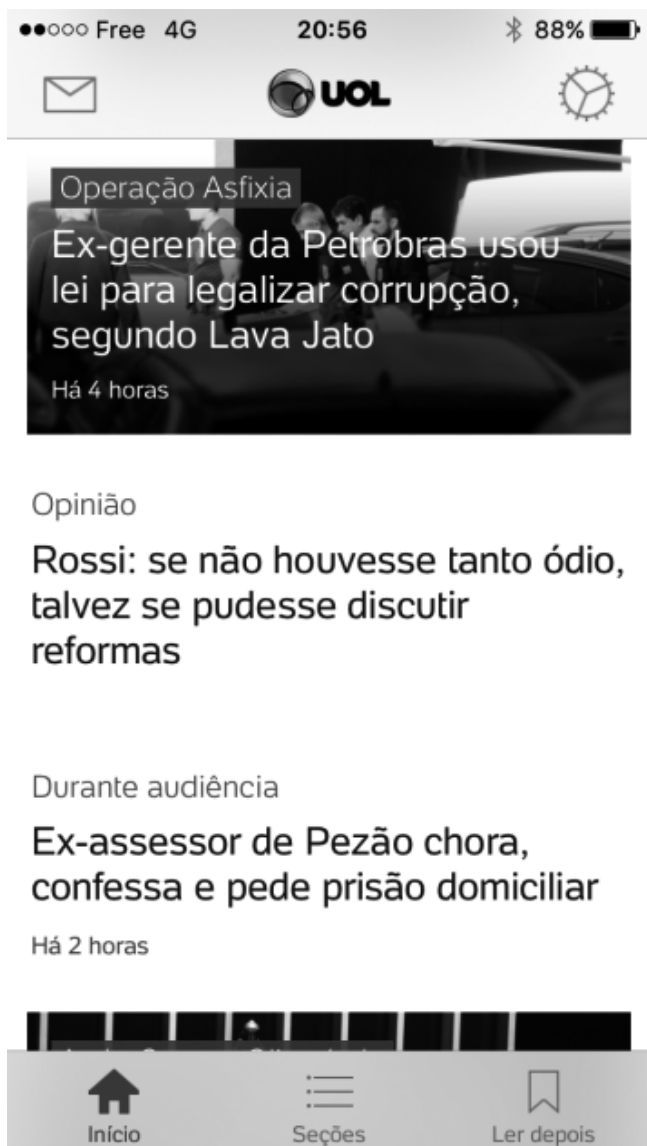 Free 4G 20:56 88%
UOL
Operação Asfixia
Ex-gerente da Petrobras usou
lei para legalizar corrupção,
segundo Lava Jato
Há 4 horas
Opinião
Rossi: se não houvesse tanto ódio,
talvez se pudesse discutir
reformas
Durante audiência
Ex-assessor de Pezão chora,
confessa e pede prisão domiciliar
Há 2 horas
Início Seções Ler depois